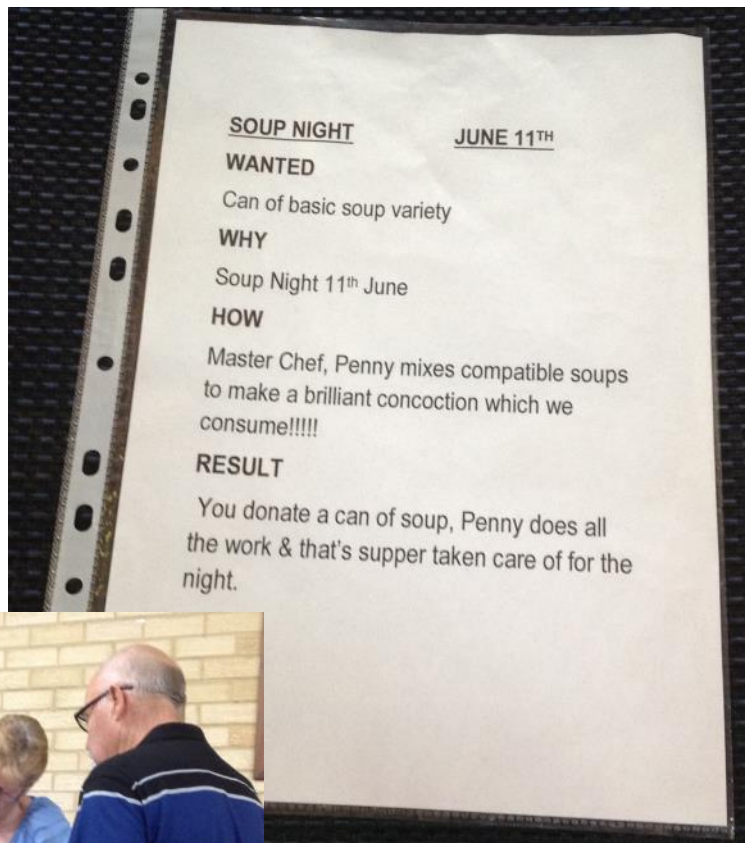 SOUP NIGHT JUNE 11TH
WANTED
Can of basic soup variety
WHY
Soup Night 11th June
HOW
Master Chef, Penny mixes compatible soups
to make a brilliant concoction which we
consume!!!!!
RESULT
You donate a can of soup, Penny does all
the work & that's supper taken care of for the
night.